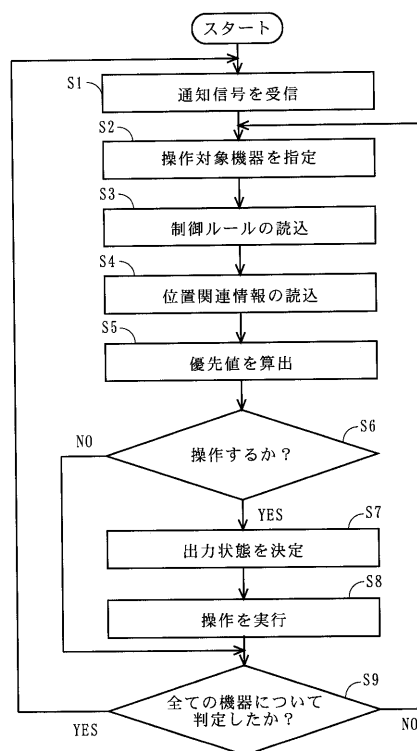 スタート
S1
通知信号を受信
S2
操作対象機器を指定
S3
制御ルールの読込
S4
位置関連情報の読込
S5
優先値を算出
S6
操作するか？
NO
YES
S7
出力状態を決定
S8
操作を実行
S9
全ての機器について
判定したか？
YES
NO